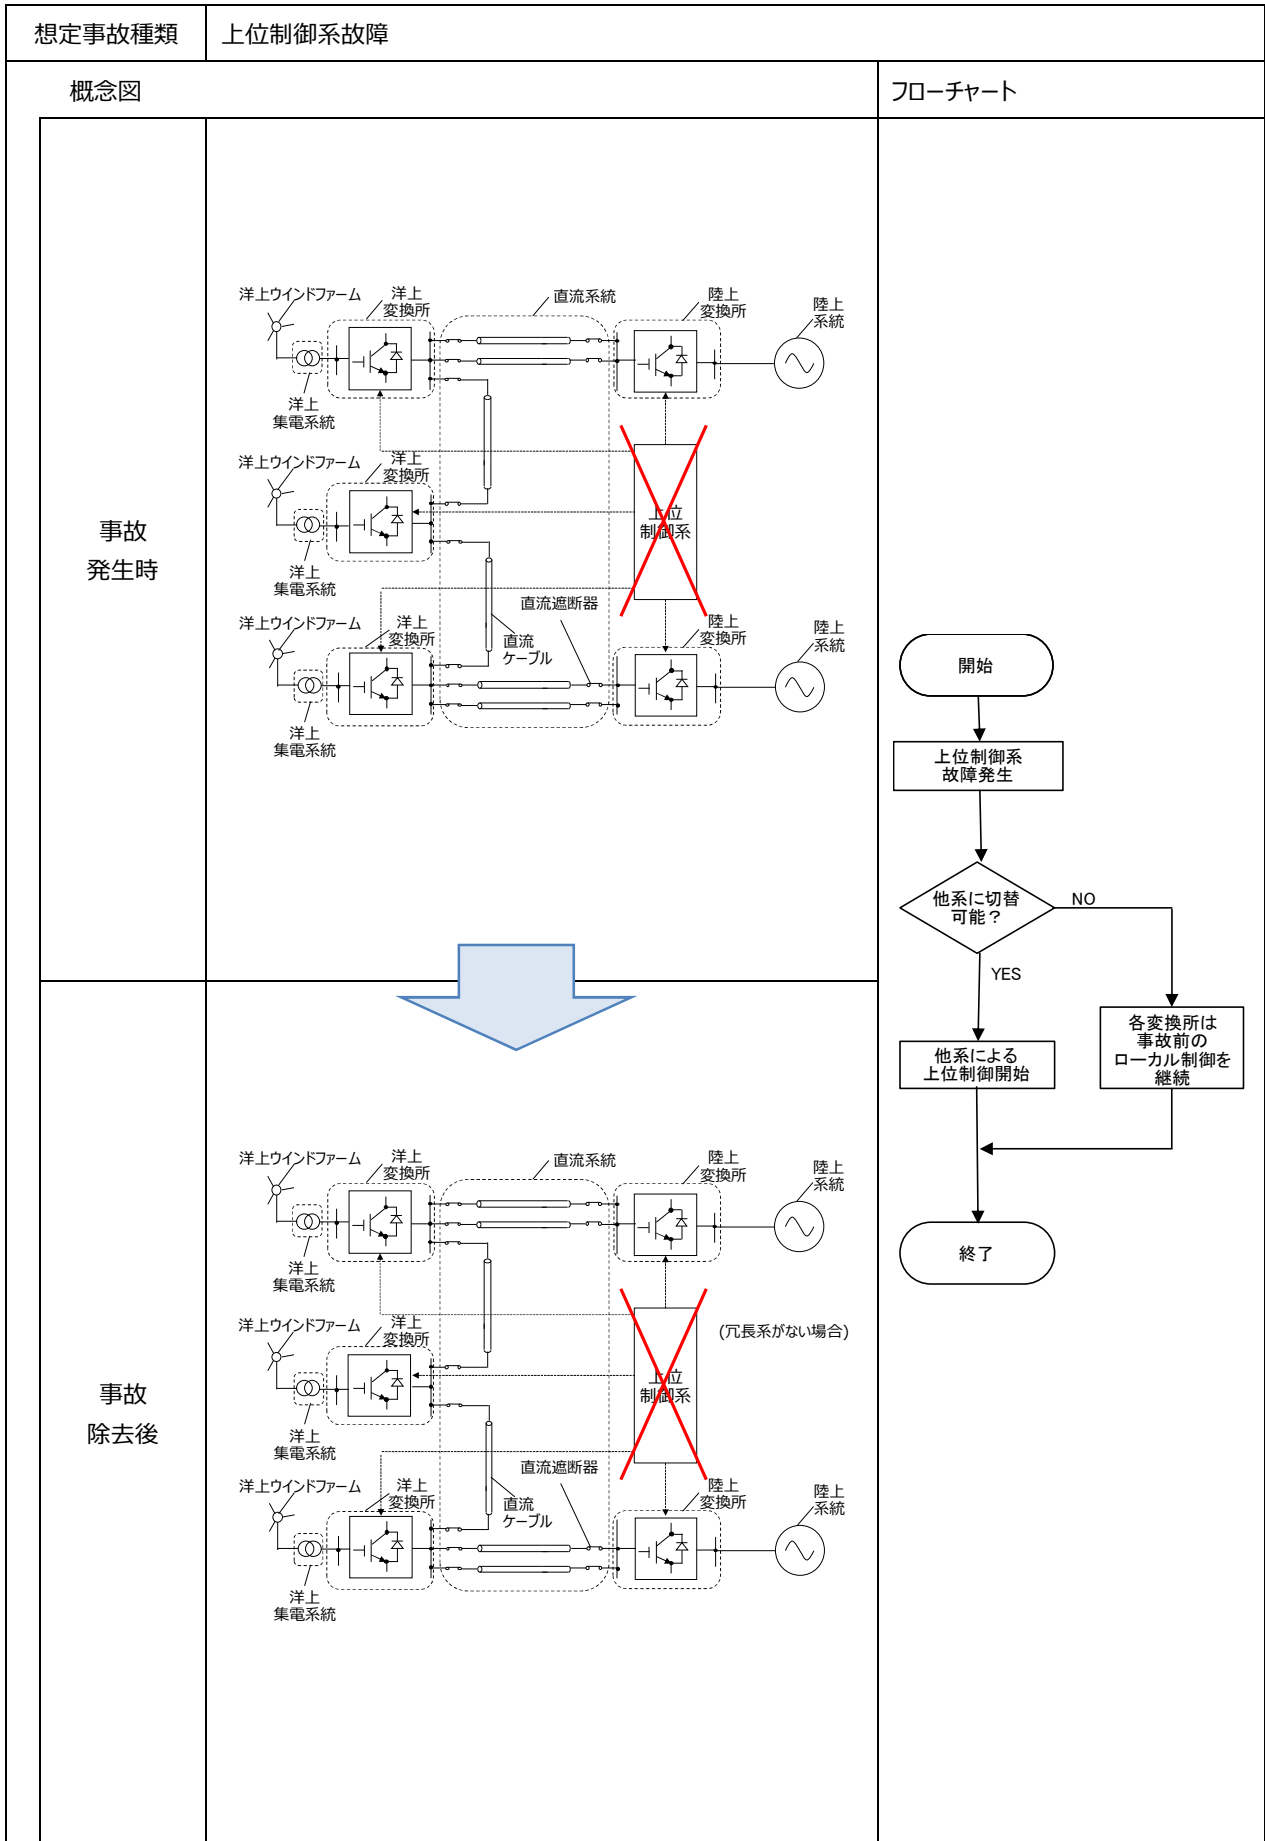 想定事故種類
上位制御系故障
概念図
フローチャート
事故
発生時
洋上ウインドファーム
洋上
変換所
直流系統
陸上
変換所
陸上
系統
洋上
集電系統
洋上ウインドファーム
洋上
変換所
上位
制御系
洋上
集電系統
直流遮断器
洋上ウインドファーム
洋上
変換所
直流
ケーブル
陸上
変換所
陸上
系統
洋上
集電系統
事故
除去後
洋上ウインドファーム
洋上
変換所
直流系統
陸上
変換所
陸上
系統
洋上
集電系統
洋上ウインドファーム
洋上
変換所
(冗長系がない場合)
上位
制御系
洋上
集電系統
直流遮断器
洋上ウインドファーム
洋上
変換所
直流
ケーブル
陸上
変換所
陸上
系統
洋上
集電系統
開始
上位制御系
故障発生
他系に切替
可能？
NO
YES
各変換所は
事故前の
ローカル制御を
継続
他系による
上位制御開始
終了